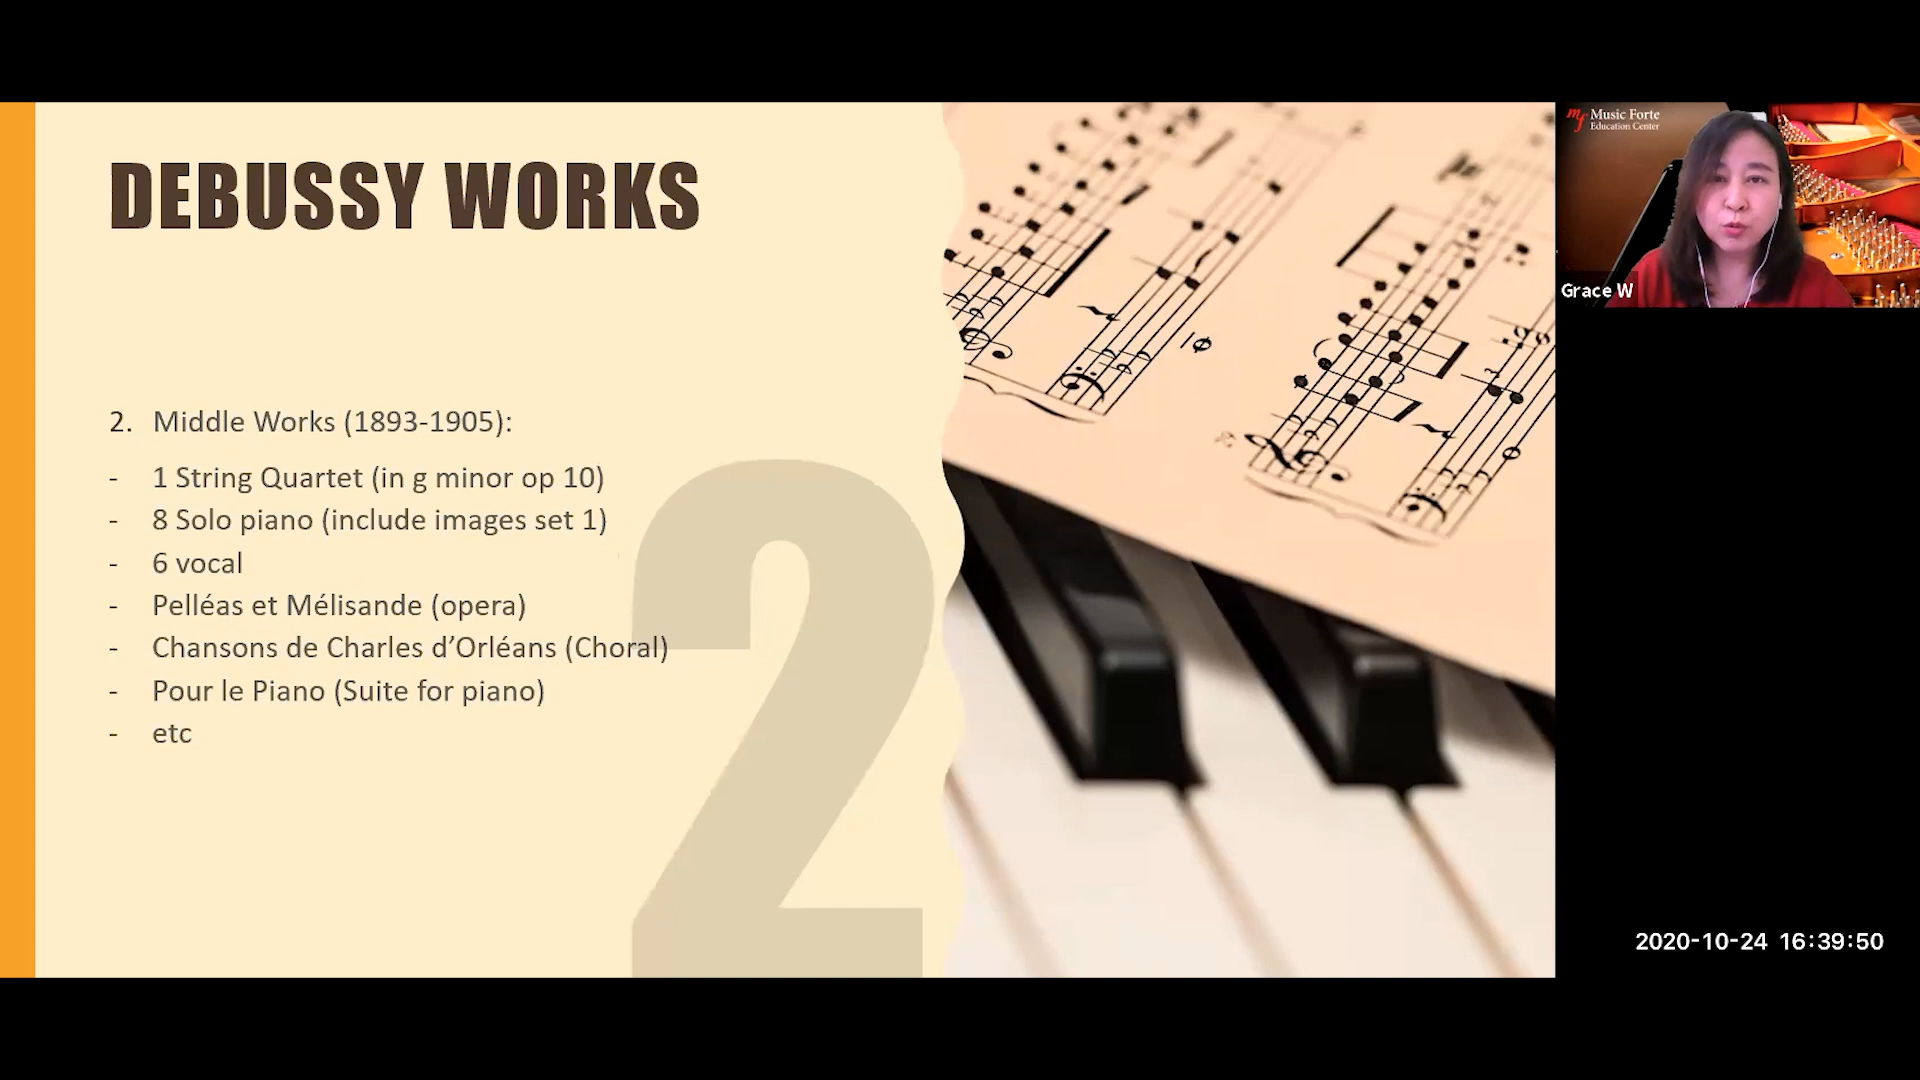 DEBUSSY WORKS
2. Middle Works (1893-1905):
- 1 String Quartet (in g minor op 10)
- 8 Solo piano (include images set 1)
- 6 vocal
- Pelléas et Mélisande (opera)
- Chansons de Charles d’Orléans (Choral)
- Pour le Piano (Suite for piano)
- etc
2
mf Music Forte
Education Center
Grace W
2020-10-24 16:39:50